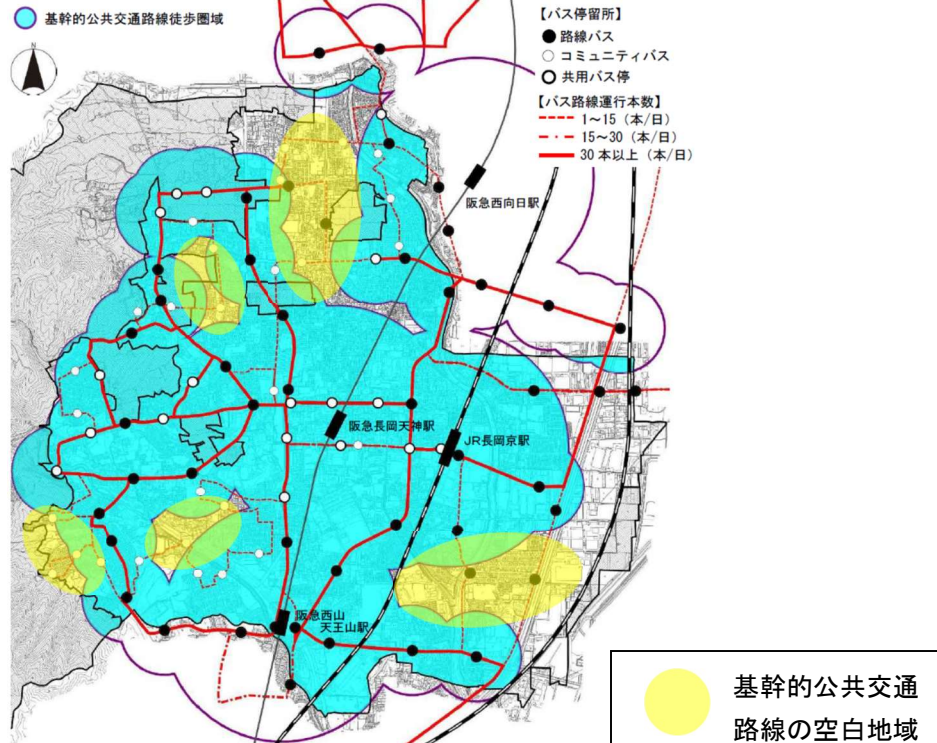 基幹的公共交通路線徒歩圏域
N
【バス停留所】
路線バス
コミュニティバス
共用バス停
【バス路線運行本数】
1～15（本/日）
15～30（本/日）
30本以上（本/日）
阪急西向日駅
阪急長岡天神駅
JR長岡京駅
阪急西山
天王山駅
基幹的公共交通
路線の空白地域